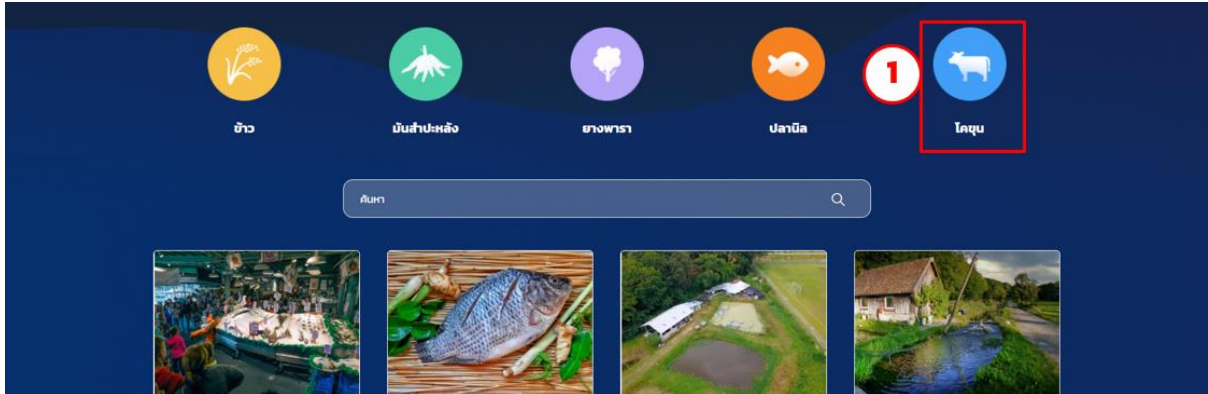 1
ข้าว
มันสำปะหลัง
ยางพารา
ปลานิล
โคขุน
ค้นหา